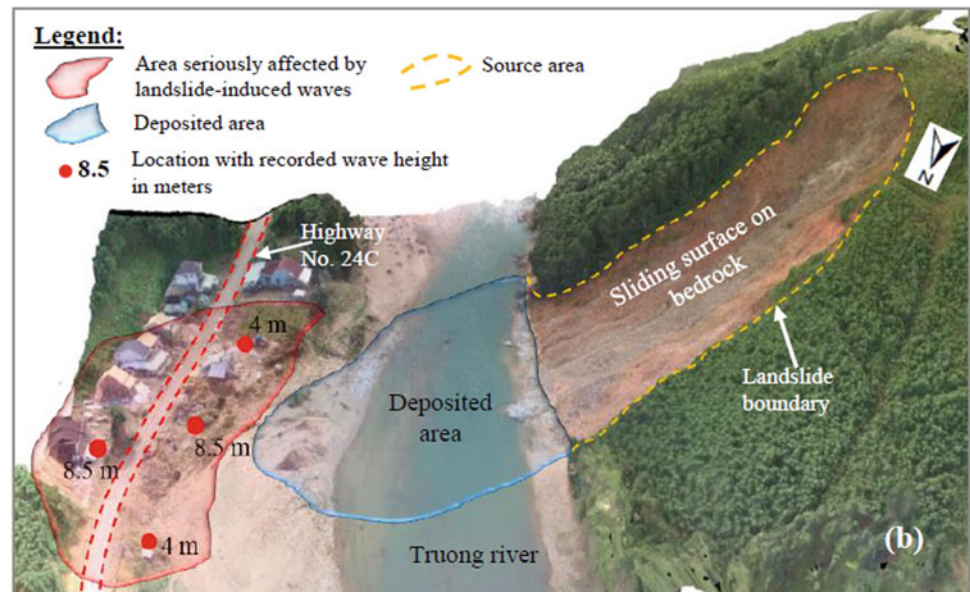 Legend:
Area seriously affected by
landslide-induced waves
Source area
Deposited area
8.5
Location with recorded wave height
in meters
N
Highway
No. 24C
Sliding surface on
bedrock
4 m
Deposited
area
Landslide
boundary
8.5 m
8.5 m
4 m
Truong river
(b)